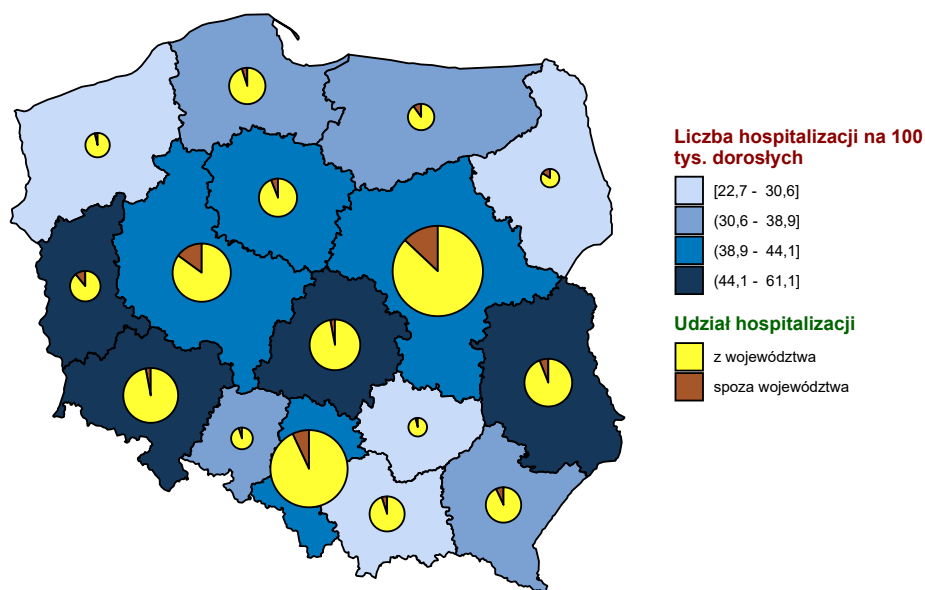 Liczba hospitalizacji na 100
tys. dorosłych
[22,7 - 30,6]
(30,6 - 38,9]
(38,9 - 44,1]
(44,1 - 61,1]
Udział hospitalizacji
z województwa
spoza województwa